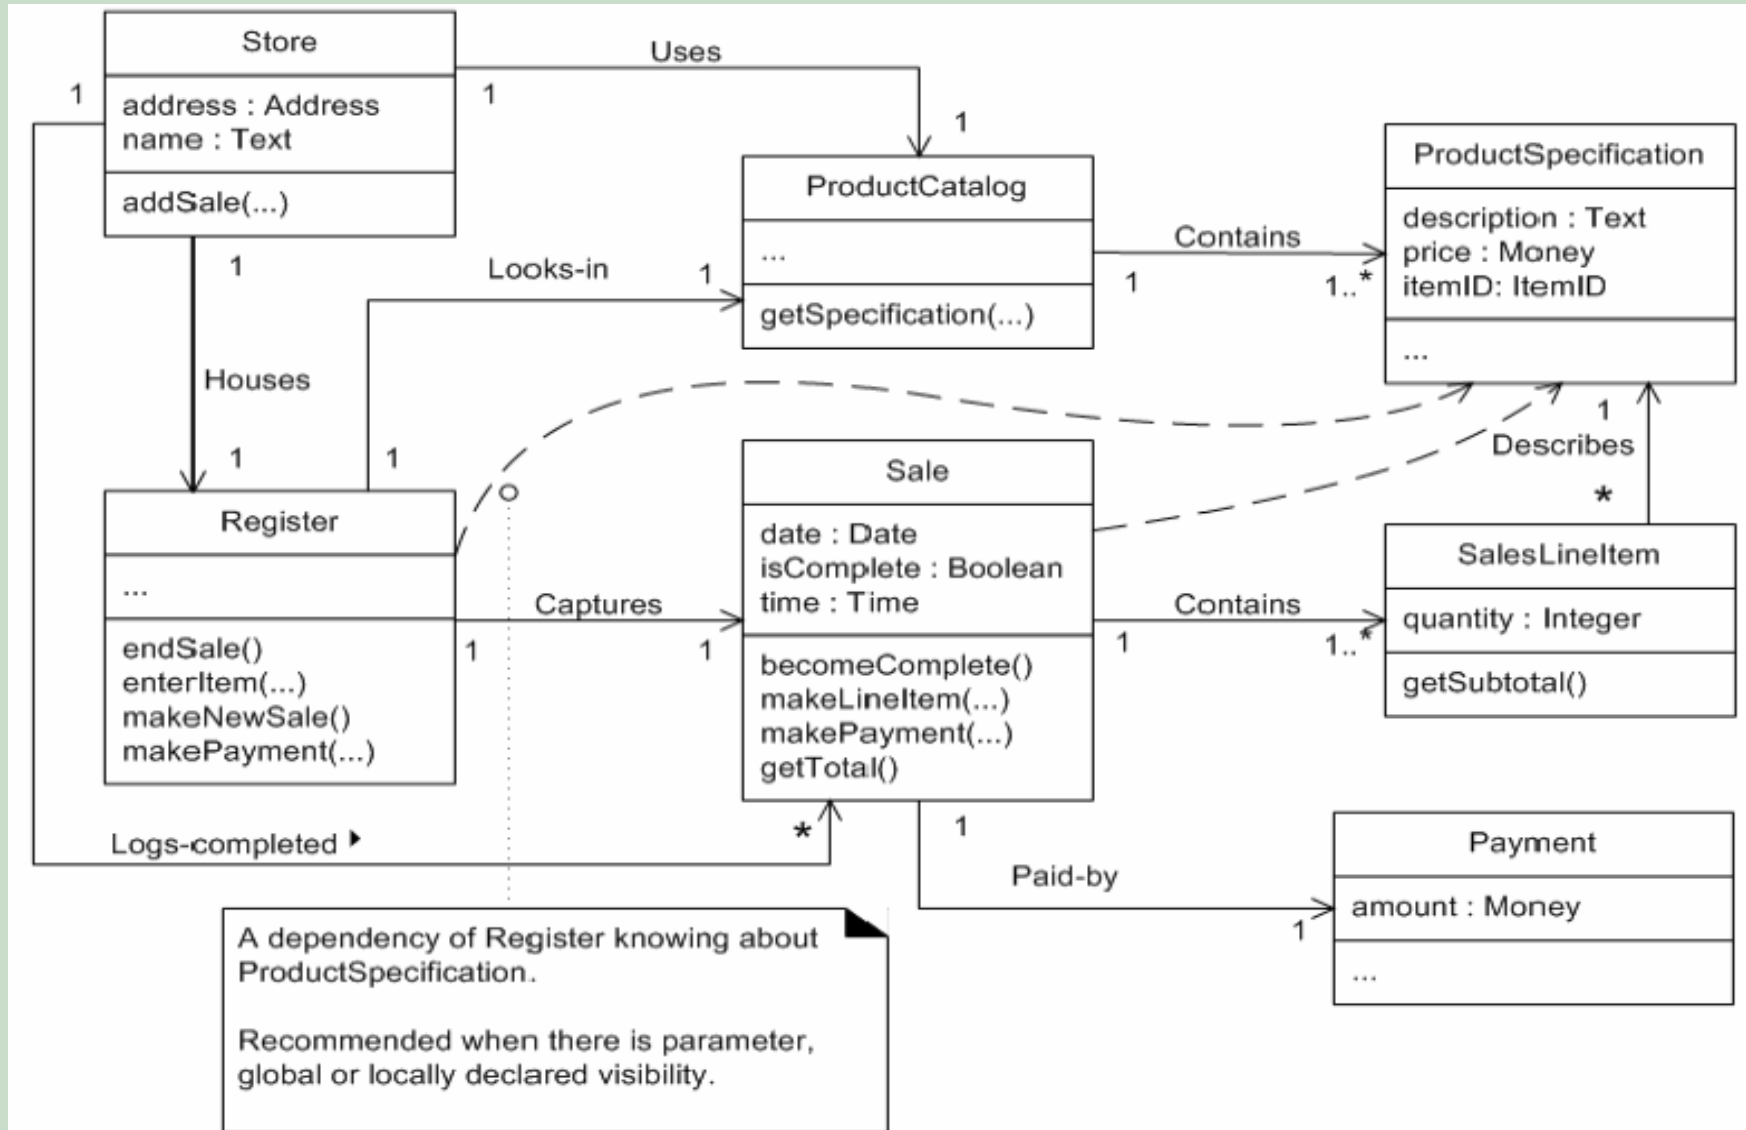 Store
address : Address
name : Text
addSale(...)
1
1
Uses
1
1
Houses
1
Looks-in
1
1
ProductCatalog
...
getSpecification(...)
Contains
1
1..*
ProductSpecification
description : Text
price : Money
itemID: ItemID
...
Register
...
endSale()
enterItem(...)
makeNewSale()
makePayment(...)
Captures
1
1
Sale
date : Date
isComplete : Boolean
time : Time
becomeComplete()
makeLineItem(...)
makePayment(...)
getTotal()
Contains
1
1..*
1
Describes
*
SalesLineItem
quantity : Integer
getSubtotal()
Logs-completed
*
1
Paid-by
1
Payment
amount : Money
...
A dependency of Register knowing about
ProductSpecification.
Recommended when there is parameter,
global or locally declared visibility.